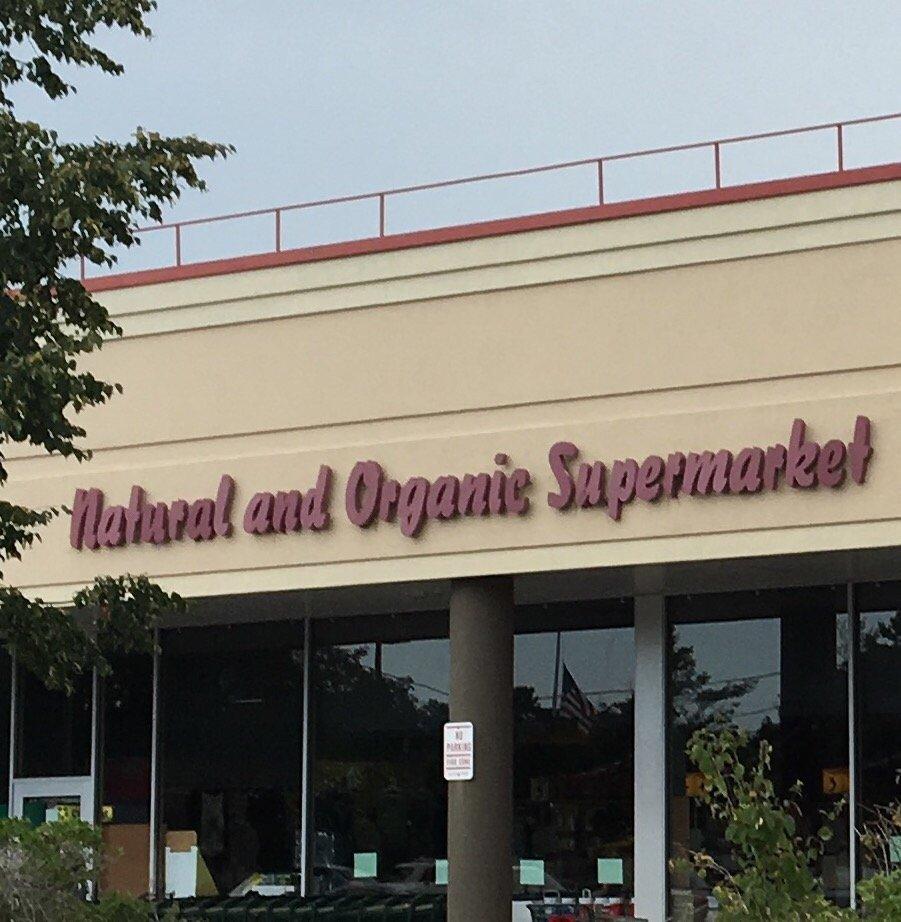 Natural and Organic Supermarket
NO
PARKING
FIRE ZONE